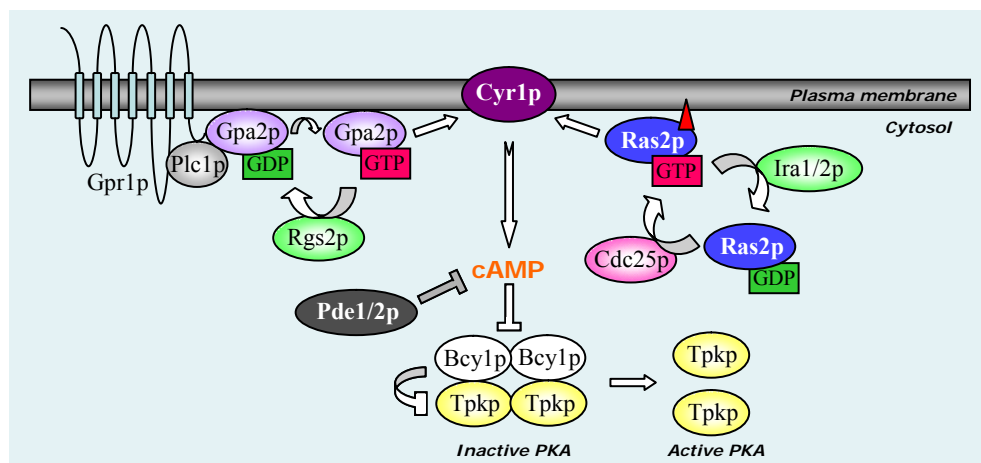 Cyr1p
Plasma membrane
Cytosol
Gpr1p
Plc1p
Gpa2p
GDP
Gpa2p
GTP
Rgs2p
Ras2p
GTP
Ira1/2p
Cdc25p
Ras2p
GDP
cAMP
Pde1/2p
Bcy1p Bcy1p
Tpkp Tpkp
Inactive PKA
Tpkp
Tpkp
Active PKA